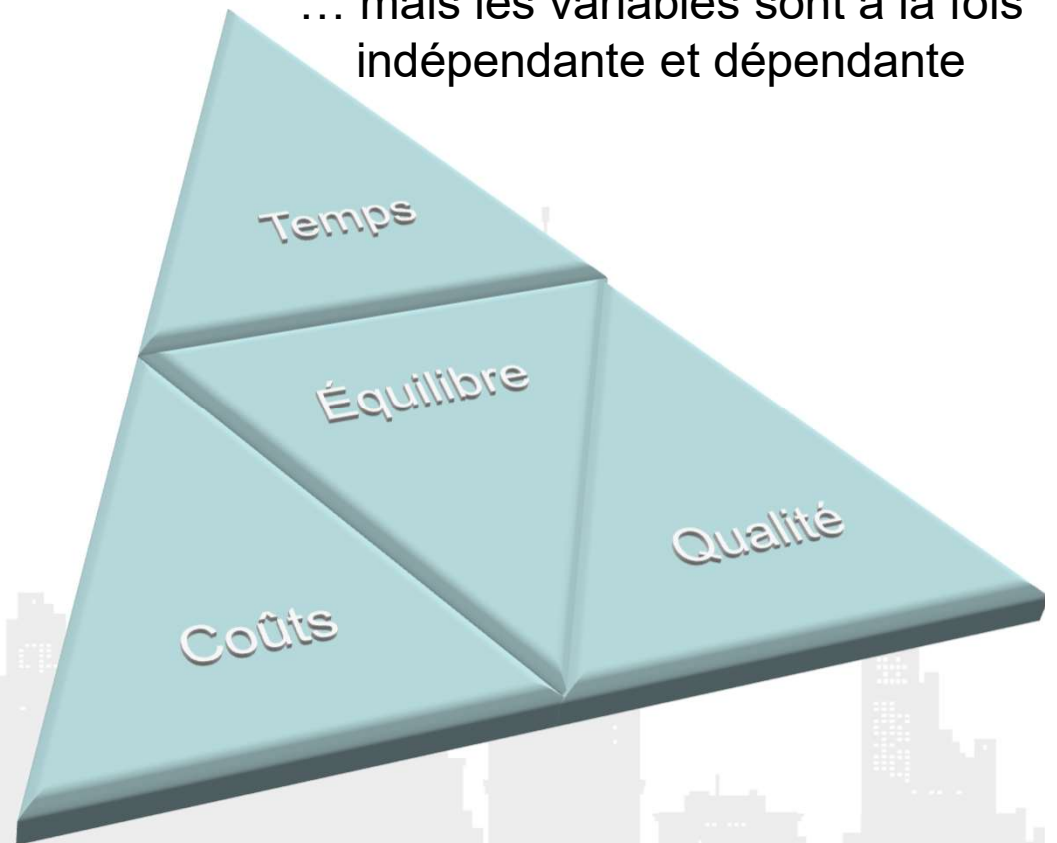 … mais les variables sont à la fois
indépendante et dépendante
Temps
Équilibre
Qualité
Coûts